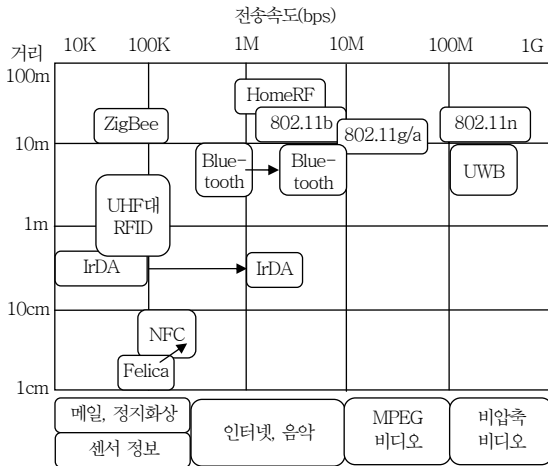 전송속도(bps)
거리 10K 100K 1M 10M 100M 1G
100m
HomeRF
ZigBee 802.11b 802.11g/a 802.11n
10m
Blue-
tooth
Blue-
tooth
UWB
UHF대
RFID
1m
IrDA IrDA
10cm
NFC
Felica
1cm
메일, 정지화상
센서 정보
인터넷, 음악
MPEG
비디오
비압축
비디오